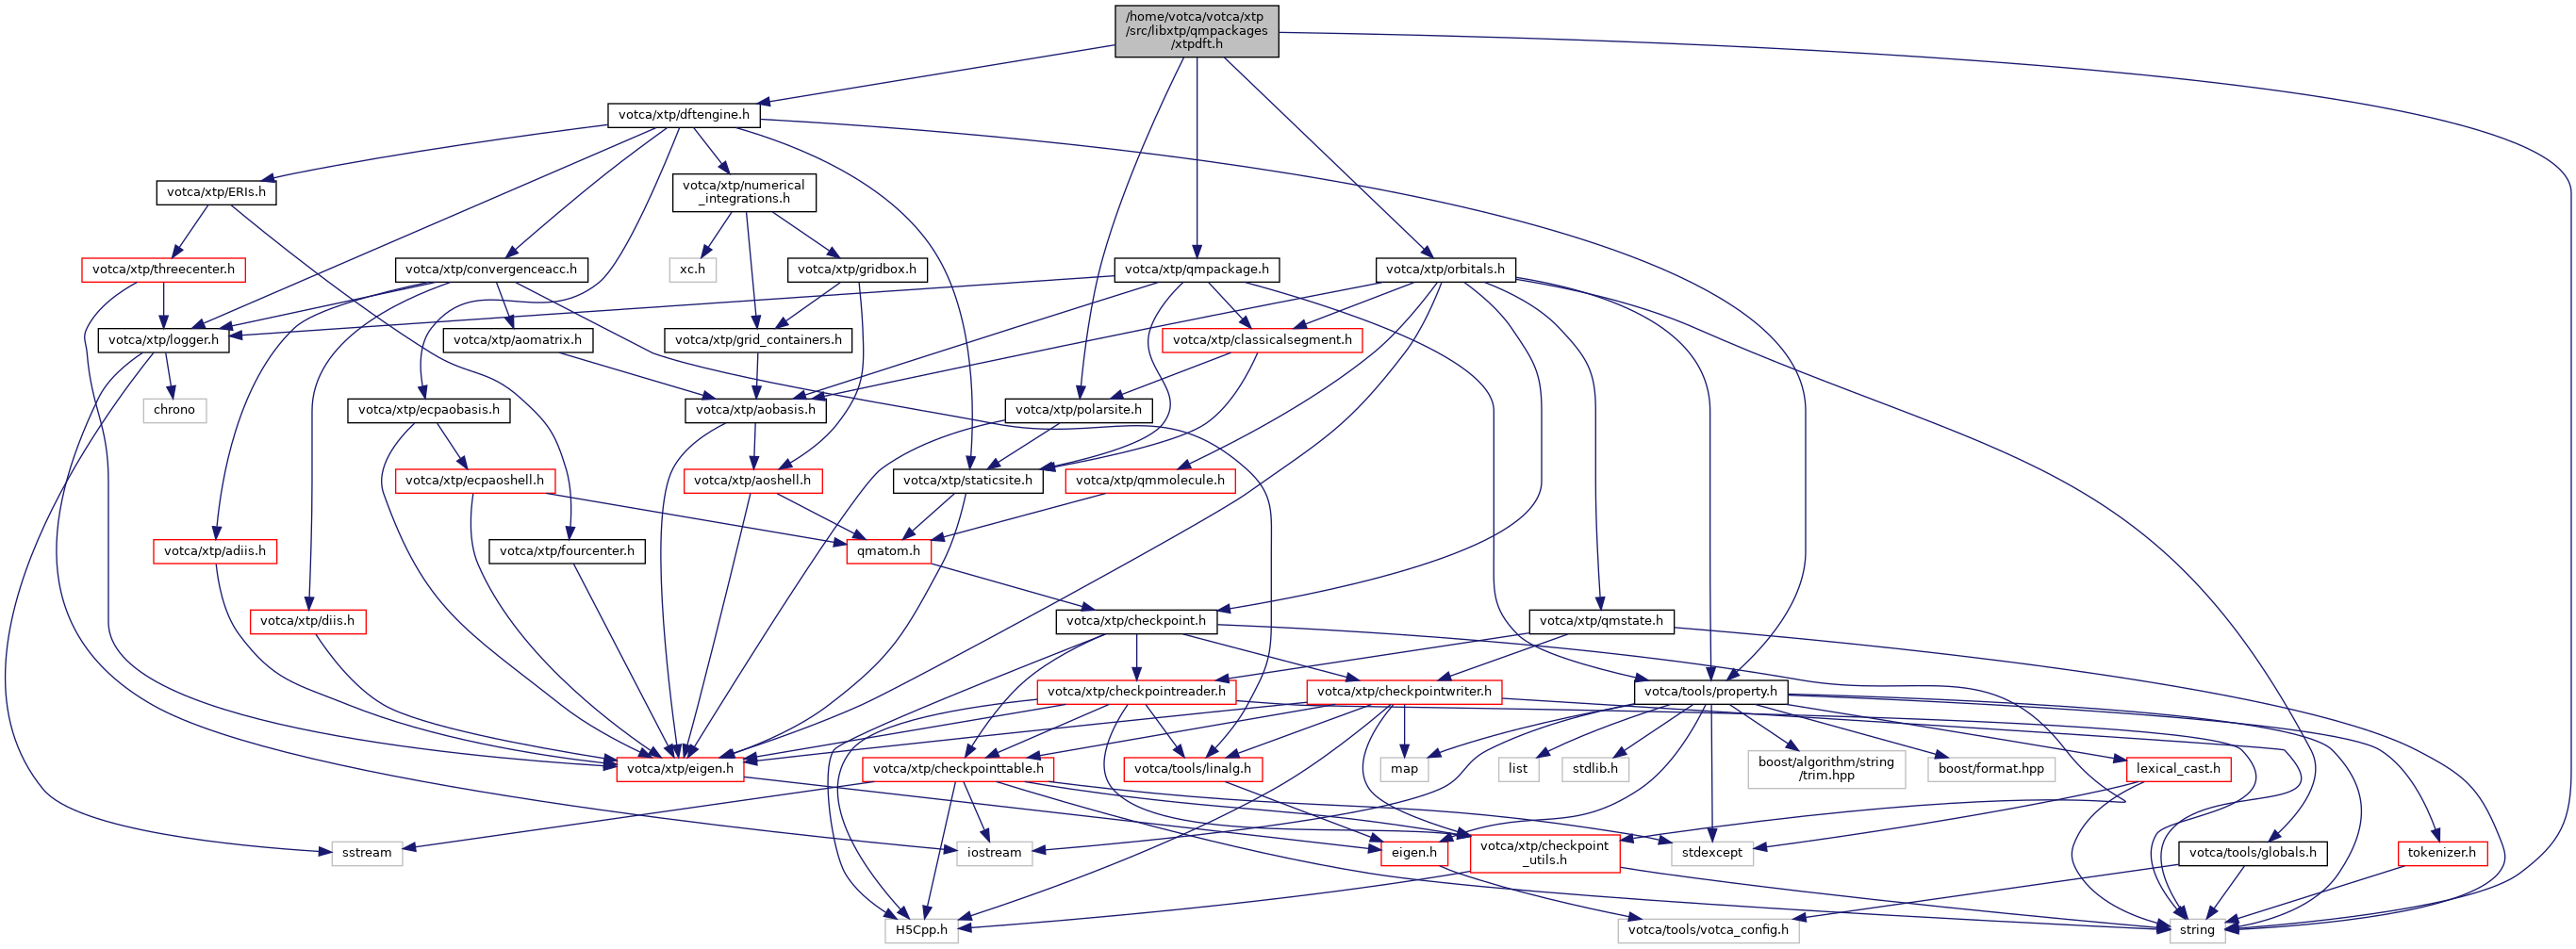 /home/votca/votca/xtp
/src/libxtp/qmpackages
/xtpdft.h
votca/xtp/dftengine.h
votca/xtp/ERIs.h
votca/xtp/numerical
_integrations.h
votca/xtp/threecenter.h
votca/xtp/convergenceacc.h
xc.h
votca/xtp/gridbox.h
votca/xtp/qmpackage.h
votca/xtp/orbitals.h
votca/xtp/logger.h
votca/xtp/aomatrix.h
votca/xtp/grid_containers.h
votca/xtp/classicalsegment.h
chrono
votca/xtp/ecpaobasis.h
votca/xtp/aobasis.h
votca/xtp/polarsite.h
votca/xtp/ecpaoshell.h
votca/xtp/aoshell.h
votca/xtp/staticsite.h
votca/xtp/qmmolecule.h
votca/xtp/adiis.h
votca/xtp/fourcenter.h
qmatom.h
votca/xtp/diis.h
votca/xtp/checkpoint.h
votca/xtp/qmstate.h
votca/xtp/checkpointreader.h
votca/xtp/checkpointwriter.h
votca/tools/property.h
votca/xtp/eigen.h
votca/xtp/checkpointtable.h
votca/tools/linalg.h
map
list
stdlib.h
boost/algorithm/string
/trim.hpp
boost/format.hpp
lexical_cast.h
sstream
iostream
eigen.h
votca/xtp/checkpoint
_utils.h
stdexcept
votca/tools/globals.h
tokenizer.h
H5Cpp.h
votca/tools/votca_config.h
string